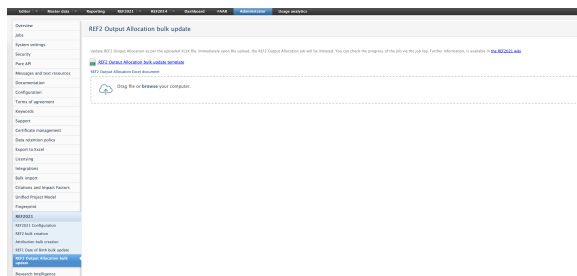 Editor Master data Reporting REF2021 REF2014 Dashboard VAAR Administrator Usage analytics
Overview
Jobs
System settings
Security
Pure API
Messages and text resources
Documentation
Configuration
Terms of agreement
Keywords
Support
Certificate management
Data retention policy
Export to Excel
Licensing
Integrations
Bulk import
Citations and Impact Factors
Unified Project Model
Fingerprint
REF2021
REF2021 Configuration
REF2 bulk creation
Attribution bulk creation
REF1 Date of Birth bulk update
REF2 Output Allocation bulk
update
Research Intelligence
REF2 Output Allocation bulk update
Update REF2 Output Allocation as per the uploaded XLSX file. Immediately upon file upload, the REF2 Output Allocation job will be initiated. You can check the progress of the job via the job log. Further information, is available in the REF2021 wiki.
REF2 Output Allocation bulk update template
REF2 Output Allocation Excel document
Drag file or browse your computer.